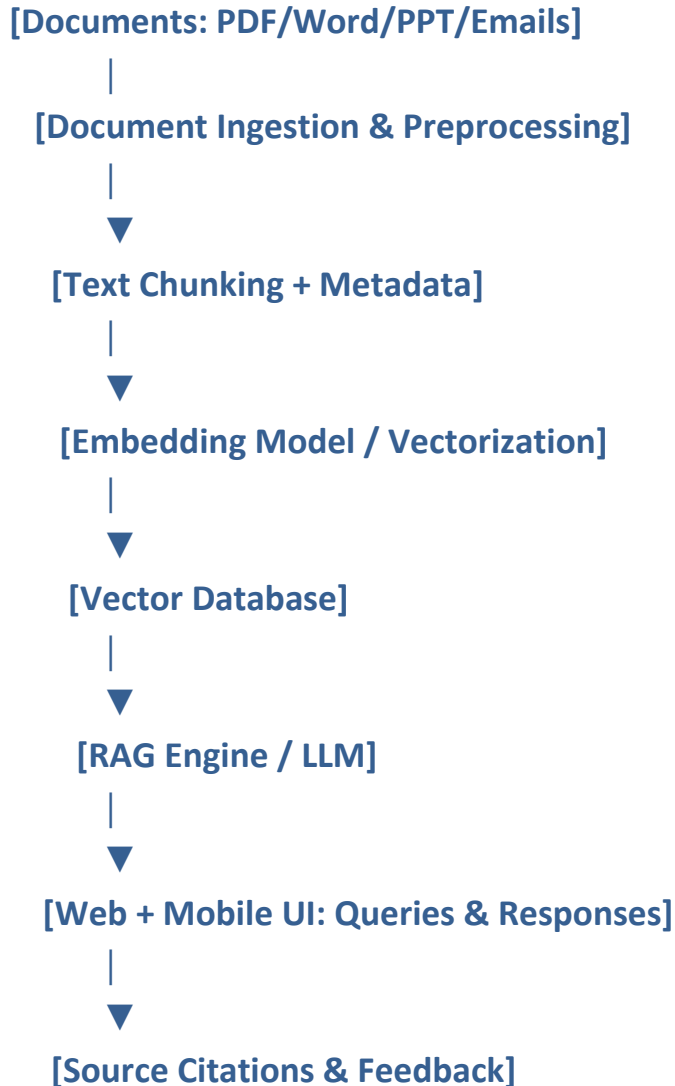 [Documents: PDF/Word/PPT/Emails]
[Document Ingestion & Preprocessing]
[Text Chunking + Metadata]
[Embedding Model / Vectorization]
[Vector Database]
[RAG Engine / LLM]
[Web + Mobile UI: Queries & Responses]
[Source Citations & Feedback]